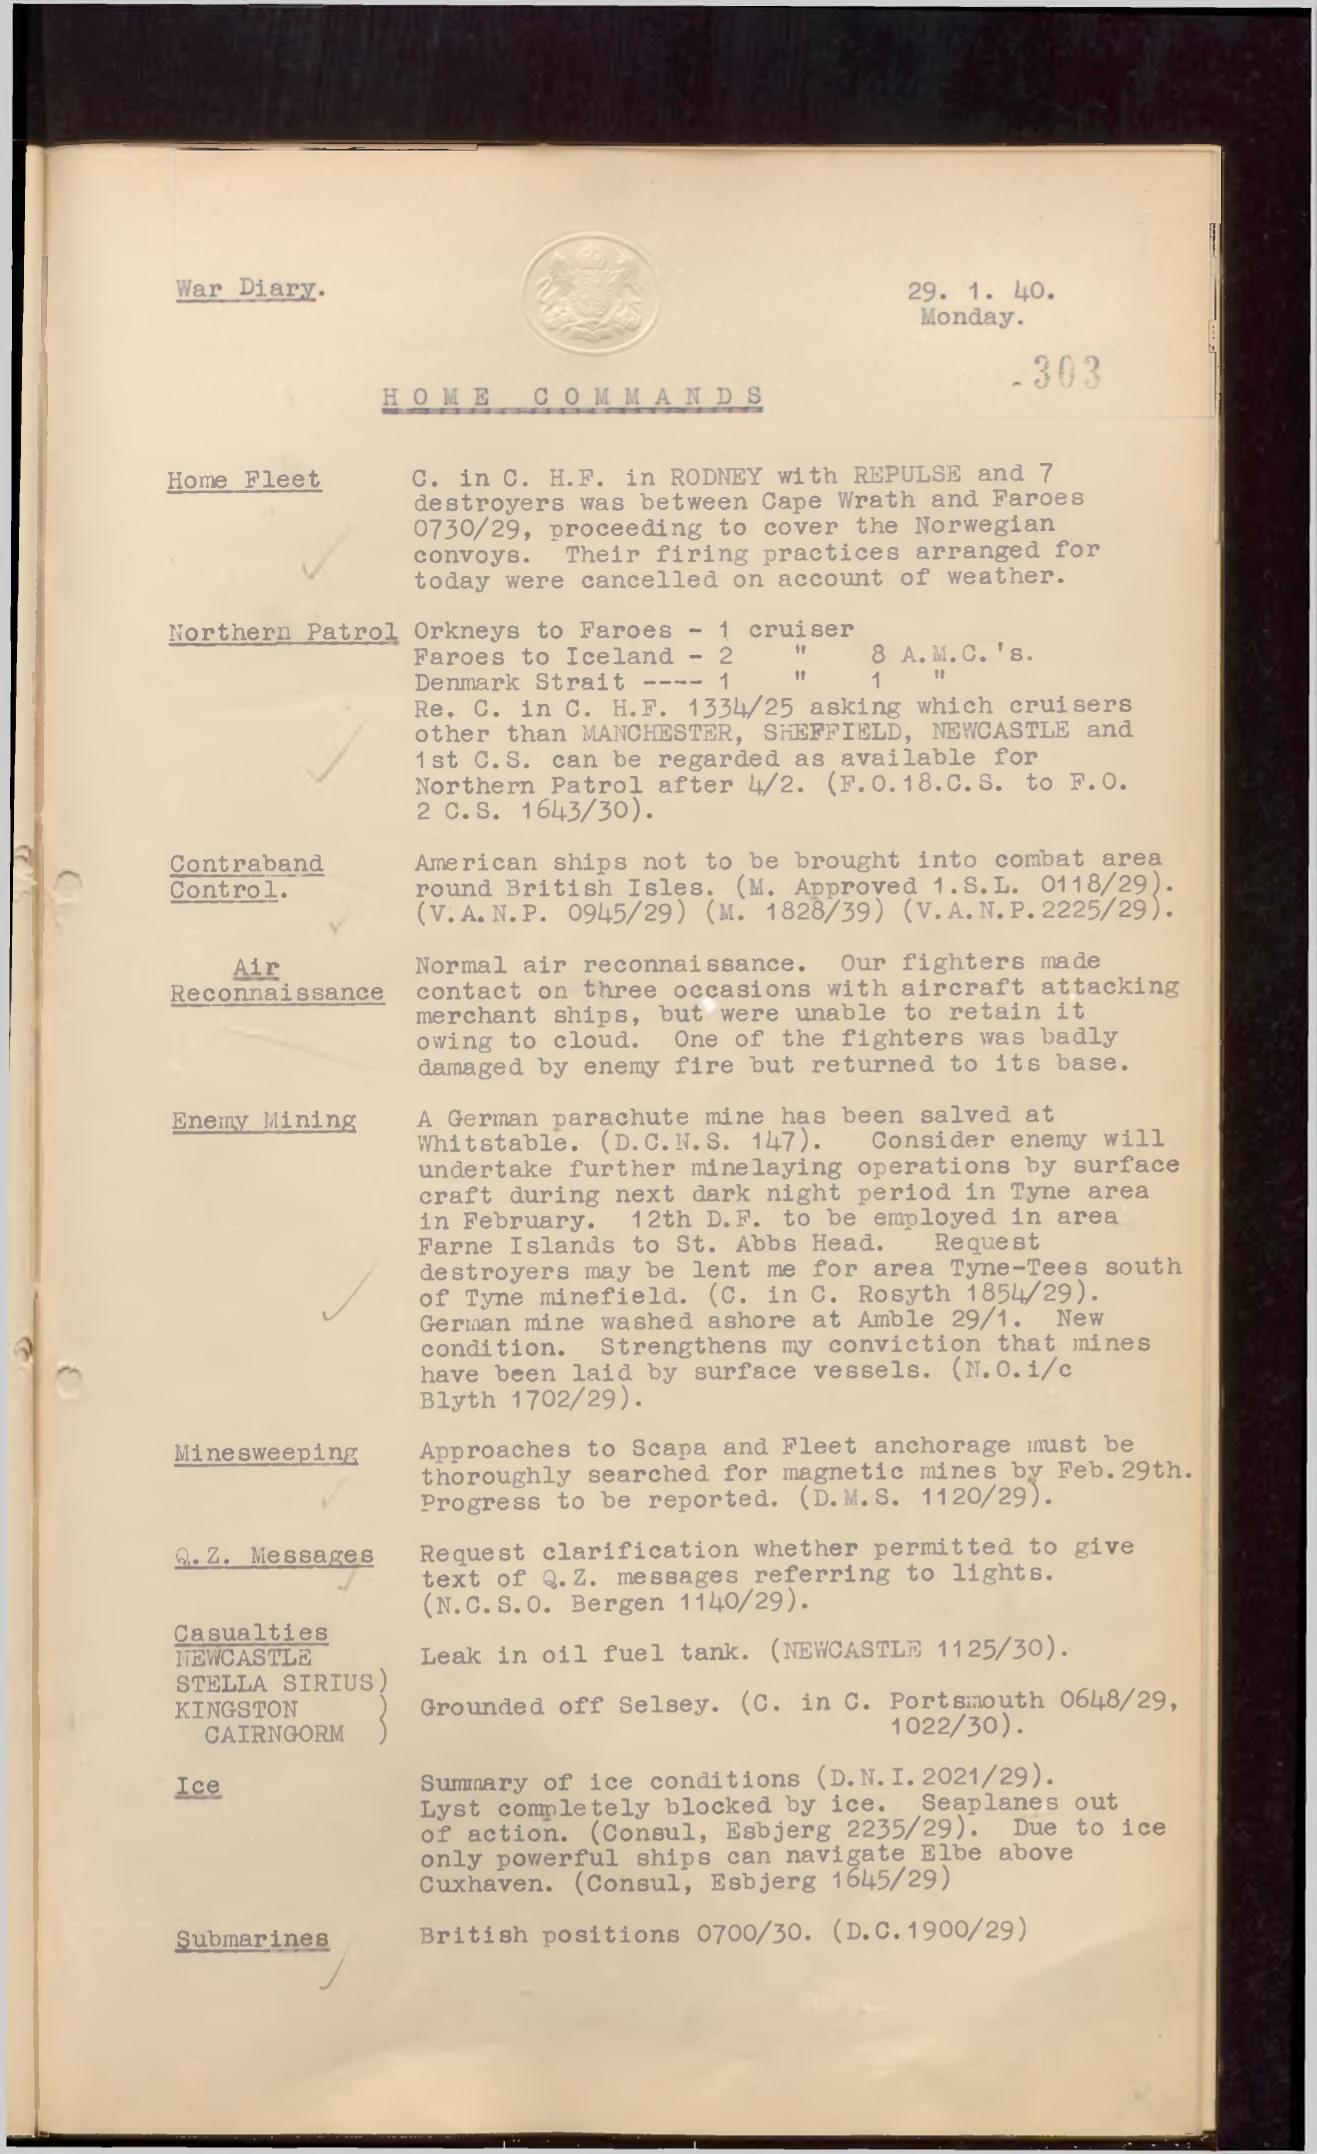 War Diary.
29. 1. 40.
Monday.
303
HOME COMMANDS
Home Fleet
C. in C. H.F. in RODNEY with REPULSE and 7
destroyers was between Cape Wrath and Faroes
0730/29, proceeding to cover the Norwegian
convoys. Their firing practices arranged for
today were cancelled on account of weather.
Northern Patrol
Orkneys to Faroes - 1 cruiser
Faroes to Iceland - 2 " 8 A.M.C.'s.
Denmark Strait ---- 1 " 1 "
Re. C. in C. H.F. 1334/25 asking which cruisers
other than MANCHESTER, SHEFFIELD, NEWCASTLE and
1st C.S. can be regarded as available for
Northern Patrol after 4/2. (F.O.18.C.S. to F.O.
2 C.S. 1643/30).
Contraband
Control.
American ships not to be brought into combat area
round British Isles. (M. Approved 1.S.L. 0118/29).
(V.A.N.P. 0945/29) (M. 1828/39) (V.A.N.P.2225/29).
Air
Reconnaissance
Normal air reconnaissance. Our fighters made
contact on three occasions with aircraft attacking
merchant ships, but were unable to retain it
owing to cloud. One of the fighters was badly
damaged by enemy fire but returned to its base.
Enemy Mining
A German parachute mine has been salved at
Whitstable. (D.C.N.S. 147). Consider enemy will
undertake further minelaying operations by surface
craft during next dark night period in Tyne area
in February. 12th D.F. to be employed in area
Farne Islands to St. Abbs Head. Request
destroyers may be lent me for area Tyne-Tees south
of Tyne minefield. (C. in C. Rosyth 1854/29).
German mine washed ashore at Amble 29/1. New
condition. Strengthens my conviction that mines
have been laid by surface vessels. (N.O.i/c
Blyth 1702/29).
Minesweeping
Approaches to Scapa and Fleet anchorage must be
thoroughly searched for magnetic mines by Feb.29th.
Progress to be reported. (D.M.S. 1120/29).
Q.Z. Messages
Request clarification whether permitted to give
text of Q.Z. messages referring to lights.
(N.C.S.O. Bergen 1140/29).
Casualties
NEWCASTLE
Leak in oil fuel tank. (NEWCASTLE 1125/30).
STELLA SIRIUS)
KINGSTON )
CAIRNGORM )
Grounded off Selsey. (C. in C. Portsmouth 0648/29,
1022/30).
Ice
Summary of ice conditions (D.N.I.2021/29).
Lyst completely blocked by ice. Seaplanes out
of action. (Consul, Esbjerg 2235/29). Due to ice
only powerful ships can navigate Elbe above
Cuxhaven. (Consul, Esbjerg 1645/29)
Submarines
British positions 0700/30. (D.C.1900/29)